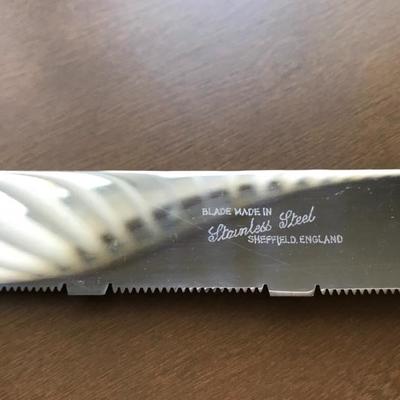 BLADE MADE IN
Stainless Steel
SHEFFIELD, ENGLAND